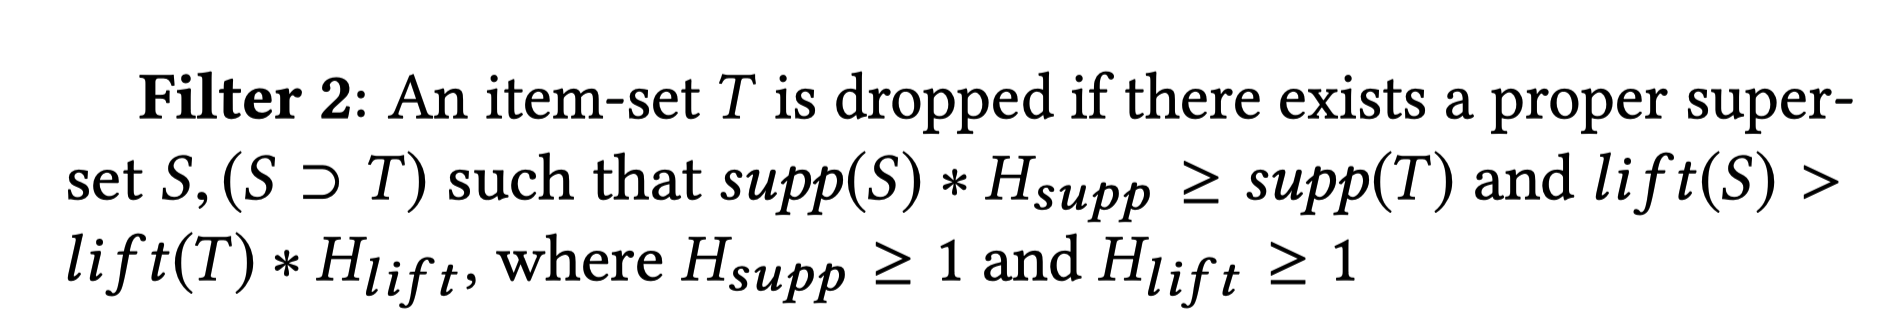 Filter 2: An item-set T is dropped if there exists a proper super-
set S, (S ⊃ T) such that supp(S) ∗ H_supp ≥ supp(T) and lift(S) >
lift(T) ∗ H_lift, where H_supp ≥ 1 and H_lift ≥ 1